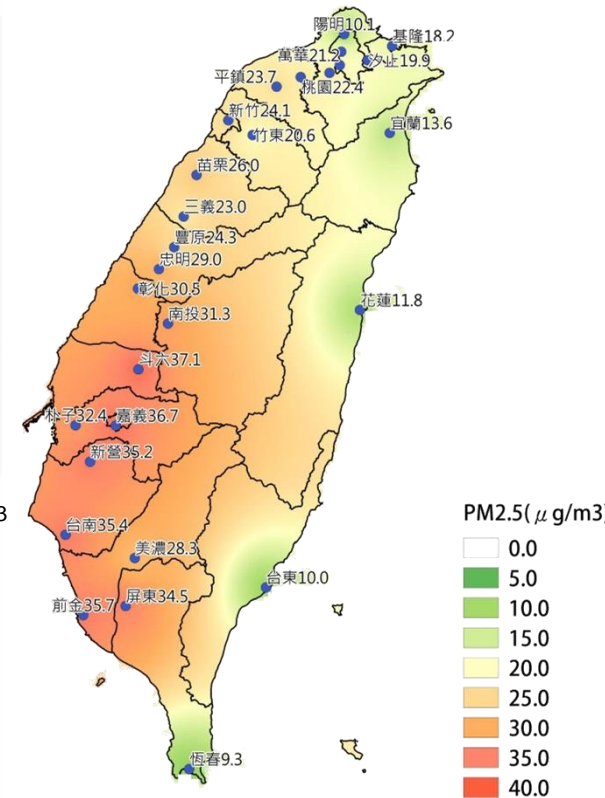 陽明10.1
基隆18.2
萬華21.2
汐止19.9
平鎮23.7
桃園22.4
新竹24.1
宜蘭13.6
竹東20.6
苗栗26.0
三義23.0
豐原24.3
忠明29.0
彰化30.8
花蓮11.8
南投31.3
斗六37.1
朴子32.4
嘉義36.7
新營35.2
3
PM2.5(μg/m3)
台南35.4
0.0
美濃28.3
5.0
台東10.0
10.0
前金35.7
屏東34.5
15.0
20.0
25.0
30.0
恆春9.3
35.0
40.0